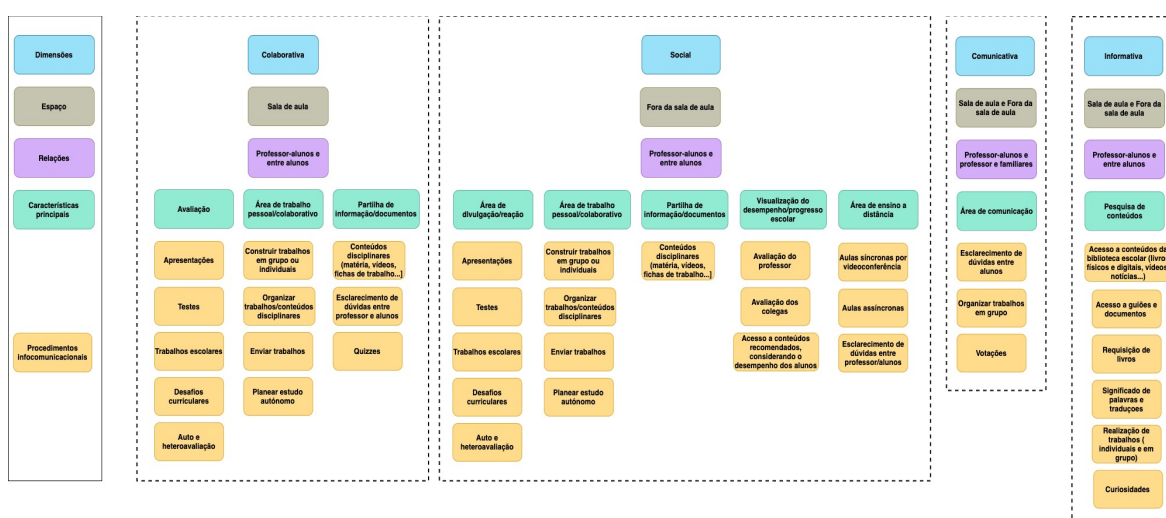 Dimensões
Espaço
Relações
Características
principais
Procedimentos
infocomunicacionais
Colaborativa
Sala de aula
Professor-alunos e
entre alunos
Avaliação
Apresentações
Testes
Trabalhos escolares
Desafios
curriculares
Auto e
heteroavaliação
Área de trabalho
pessoal/colaborativo
Construir trabalhos
em grupo ou
individuais
Organizar
trabalhos/conteúdos
disciplinares
Enviar trabalhos
Planear estudo
autónomo
Partilha de
informação/documentos
Conteúdos
disciplinares
(matéria, vídeos,
fichas de trabalho...]
Esclarecimento de
dúvidas entre
professor e alunos
Quizzes
Social
Fora da sala de aula
Professor-alunos e
entre alunos
Área de
divulgação/reação
Apresentações
Testes
Trabalhos escolares
Desafios
curriculares
Auto e
heteroavaliação
Área de trabalho
pessoal/colaborativo
Construir trabalhos
em grupo ou
individuais
Organizar
trabalhos/conteúdos
disciplinares
Enviar trabalhos
Planear estudo
autónomo
Partilha de
informação/documentos
Conteúdos
disciplinares
(matéria, vídeos,
fichas de trabalho...]
Visualização do
desempenho/progresso
escolar
Avaliação do
professor
Avaliação dos
colegas
Acesso a conteúdos
recomendados,
considerando o
desempenho dos alunos
Área de ensino a
distância
Aulas síncronas por
videoconferência
Aulas assíncronas
Esclarecimento de
dúvidas entre
professor/alunos
Comunicativa
Sala de aula e Fora da
sala de aula
Professor-alunos e
professor e familiares
Área de comunicação
Esclarecimento de
dúvidas entre
alunos
Organizar trabalhos
em grupo
Votações
Informativa
Sala de aula e Fora da
sala de aula
Professor-alunos e
entre alunos
Pesquisa de
conteúdos
Acesso a conteúdos da
biblioteca escolar (livros
físicos e digitais, vídeos
notícias...)
Acesso a guiões e
documentos
Requisição de
livros
Significado de
palavras e
traduçoes
Realização de
trabalhos (
individuais e em
grupo)
Curiosidades